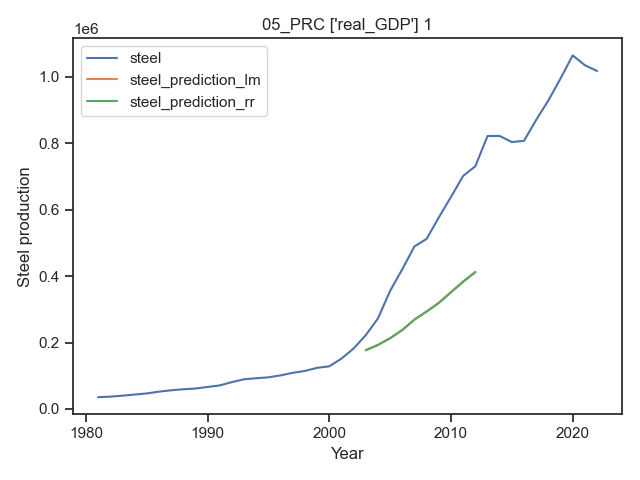 05_PRC ['real_GDP'] 1
1e6
steel
steel_prediction_lm
steel_prediction_rr
1.0
0.8
0.6
0.4
0.2
0.0
Steel production
1980
1990
2000
2010
2020
Year